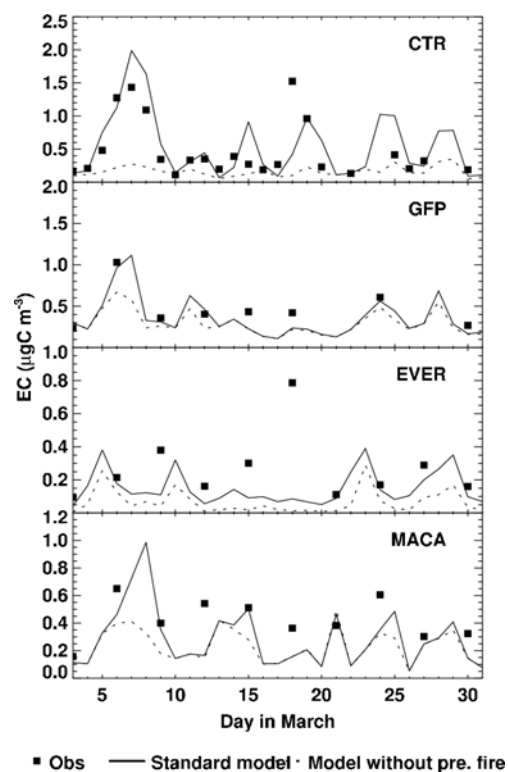 2.5
2.0
1.5
1.0
0.5
CTR
2.0
1.5
1.0
0.5
GFP
1.0
0.8
0.6
0.4
0.2
EVER
1.2
1.0
0.8
0.6
0.4
0.2
0.0
MACA
EC (μgC m-3)
5 10 15 20 25 30
Day in March
Obs Standard model Model without pre. fire